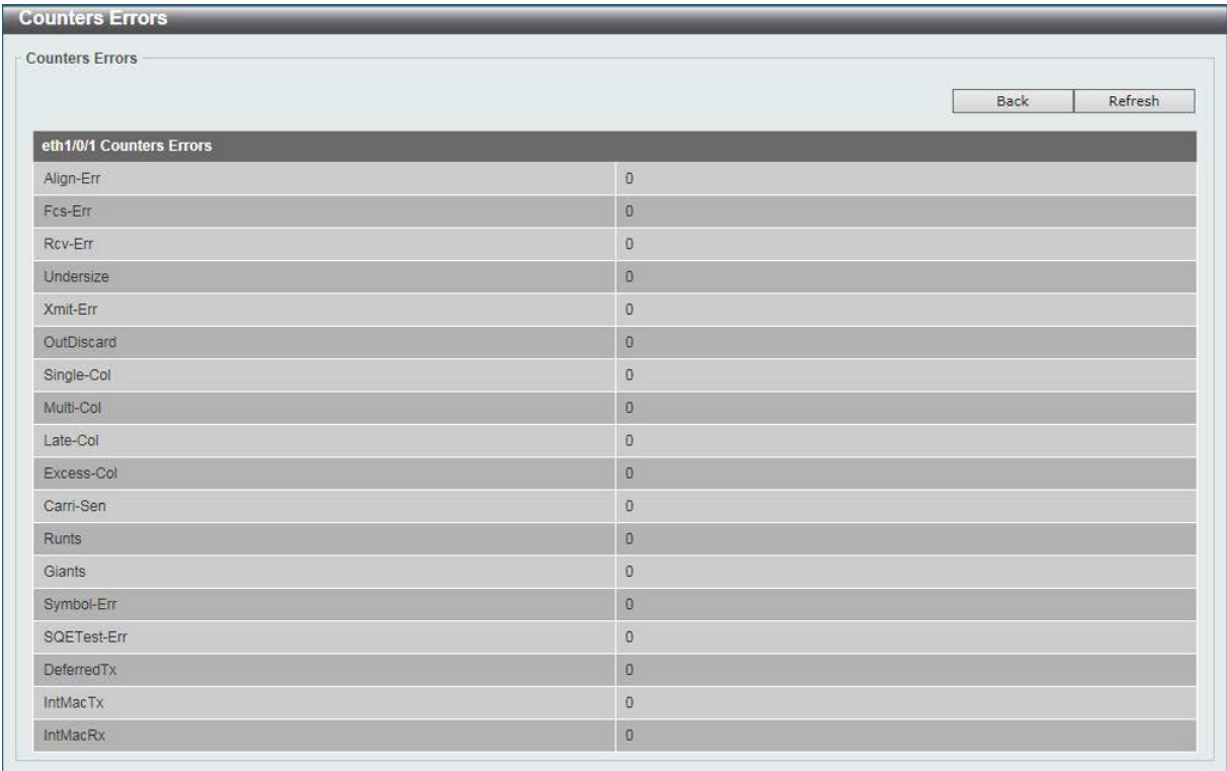 Counters Errors
Counters Errors
Back Refresh
eth1/0/1 Counters Errors
Align-Err 0
Fcs-Err 0
Rcv-Err 0
Undersize 0
Xmit-Err 0
OutDiscard 0
Single-Col 0
Multi-Col 0
Late-Col 0
Excess-Col 0
Carri-Sen 0
Runts 0
Giants 0
Symbol-Err 0
SQETest-Err 0
DeferredTx 0
IntMacTx 0
IntMacRx 0